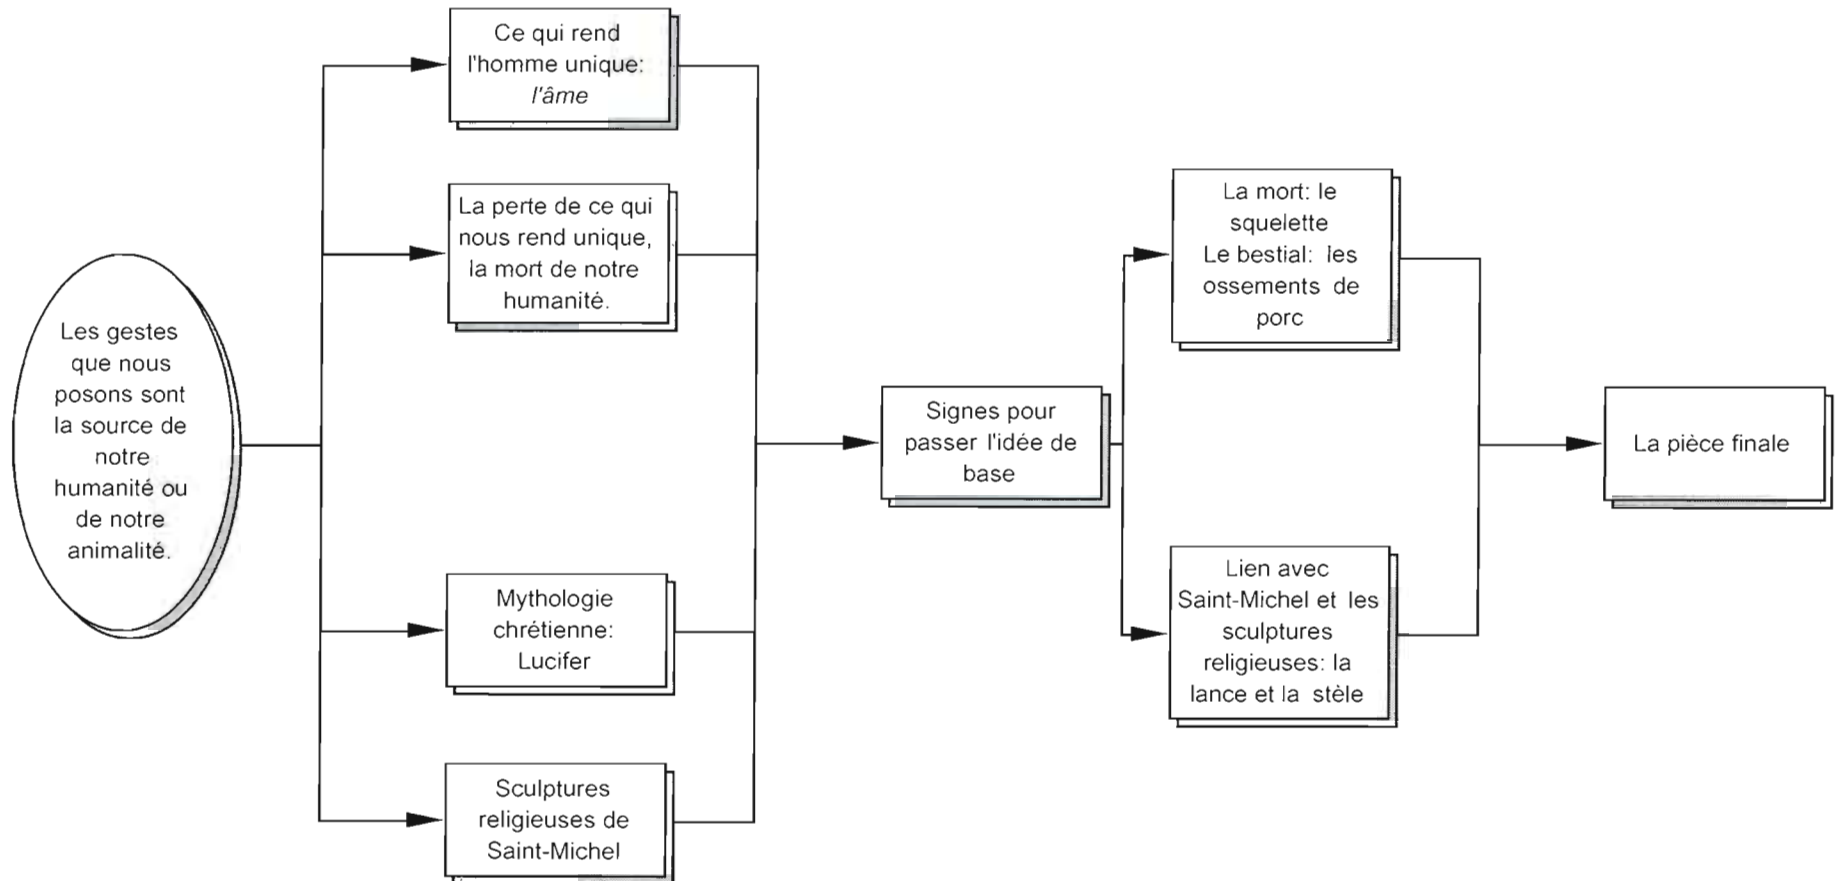 Les gestes
que nous
posons sont
la source de
notre
humanité ou
de notre
animalité.
Ce qui rend
l'homme unique:
l'âme
La perte de ce qui
nous rend unique,
la mort de notre
humanité.
Mythologie
chrétienne:
Lucifer
Sculptures
religieuses de
Saint-Michel
Signes pour
passer l'idée de
base
La mort: le
squelette
Le bestial: les
ossements de
porc
Lien avec
Saint-Michel et les
sculptures
religieuses: la
lance et la stèle
La pièce finale